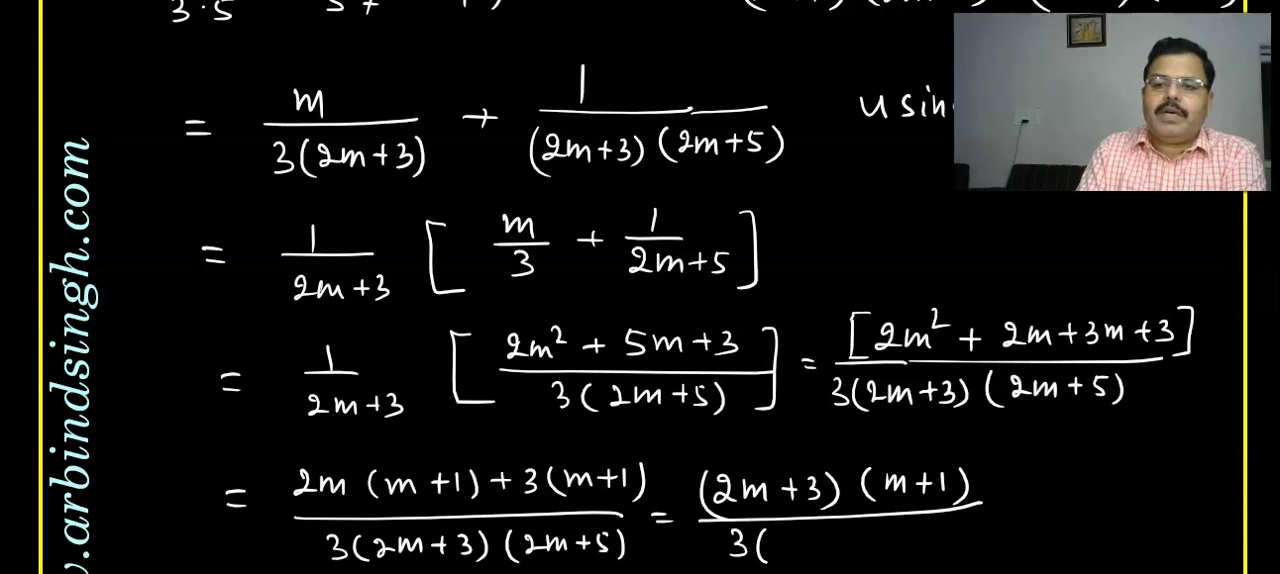 3·5
= m/3(2m+3) + 1/(2m+3)(2m+5) usin
= 1/2m+3 [ m/3 + 1/2m+5 ]
= 1/2m+3 [ 2m² + 5m+3/3(2m+5) ] = [2m² + 2m+3m+3]/3(2m+3)(2m+5)
= 2m(m+1)+3(m+1)/3(2m+3)(2m+5) = (2m+3)(m+1)/3(
.arbindsingh.com